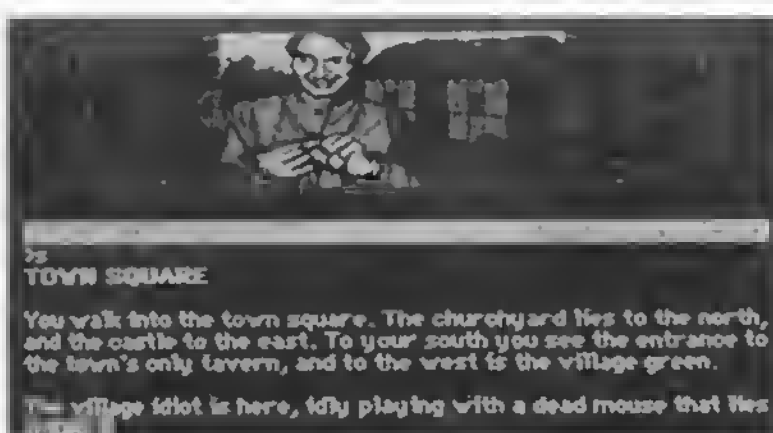 >s
TOWN SQUARE
You walk into the town square. The churchyard lies to the north,
and the castle to the east. To your south you see the entrance to
the town's only tavern, and to the west is the village green.
The village idiot is here, idly playing with a dead mouse that lies